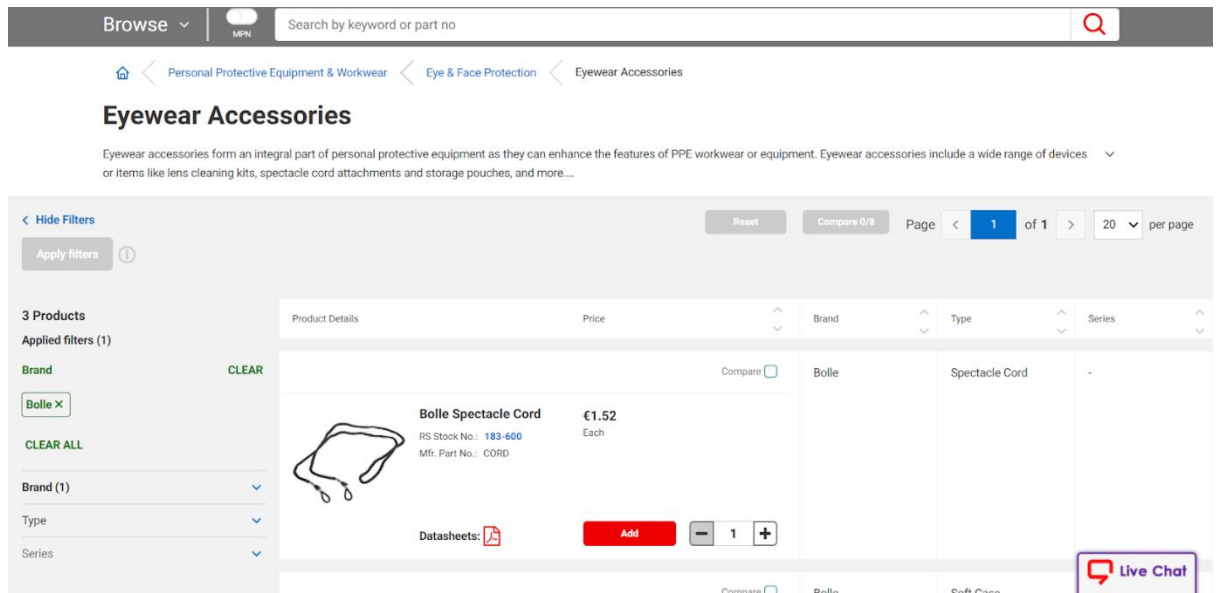 Browse
MPN
Search by keyword or part no
Personal Protective Equipment & Workwear
Eye & Face Protection
Eyewear Accessories
Eyewear Accessories
Eyewear accessories form an integral part of personal protective equipment as they can enhance the features of PPE workwear or equipment. Eyewear accessories include a wide range of devices
or items like lens cleaning kits, spectacle cord attachments and storage pouches, and more....
Hide Filters
Reset
Compare 0/8
Page
1
of 1
20
per page
Apply filters
3 Products
Applied filters (1)
Brand
CLEAR
Bolle
CLEAR ALL
Brand (1)
Type
Series
Product Details
Price
Brand
Type
Series
Compare
Bolle
Spectacle Cord
-
Bolle Spectacle Cord
RS Stock No.: 183-600
Mfr. Part No.: CORD
€1.52
Each
Datasheets:
Add
1
Live Chat
Compare
Bolle
Soft Case